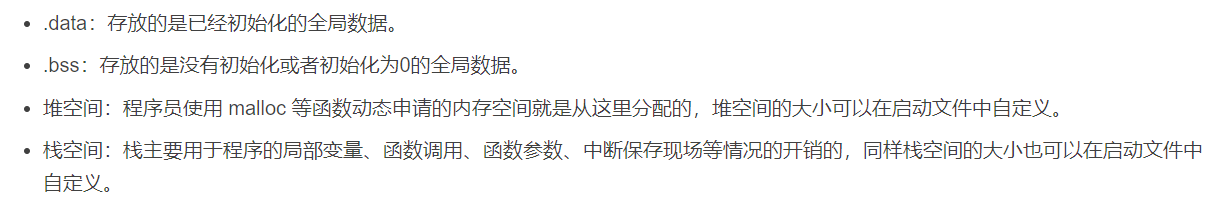 • .data：存放的是已经初始化的全局数据。
• .bss：存放的是没有初始化或者初始化为0的全局数据。
• 堆空间：程序员使用 malloc 等函数动态申请的内存空间就是从这里分配的，堆空间的大小可以在启动文件中自定义。
• 栈空间：栈主要用于程序的局部变量、函数调用、函数参数、中断保存现场等情况的开销的，同样栈空间的大小也可以在启动文件中
自定义。